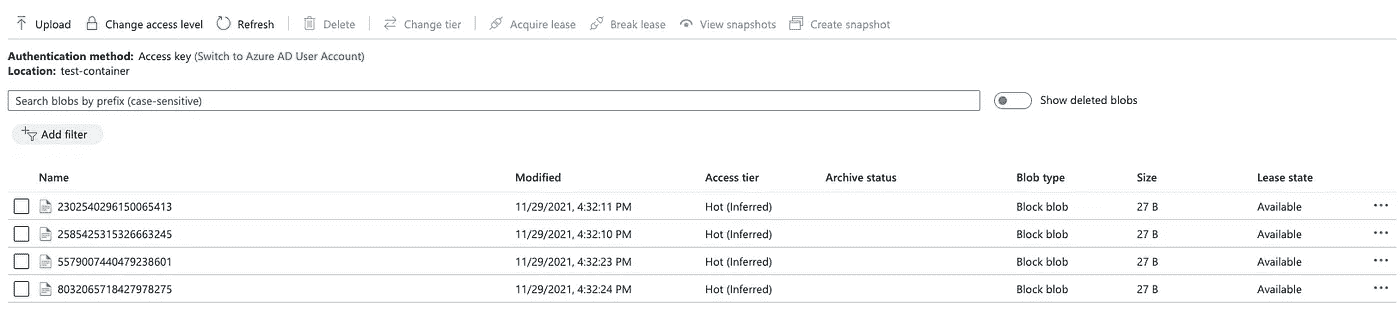 Upload Change access level Refresh Delete Change tier Acquire lease Break lease View snapshots Create snapshot
Authentication method: Access key (Switch to Azure AD User Account)
Location: test-container
Search blobs by prefix (case-sensitive) Show deleted blobs
Add filter
Name Modified Access tier Archive status Blob type Size Lease state
2302540296150065413 11/29/2021, 4:32:11 PM Hot (Inferred) Block blob 27 B Available
2585425315326663245 11/29/2021, 4:32:10 PM Hot (Inferred) Block blob 27 B Available
5579007440479238601 11/29/2021, 4:32:23 PM Hot (Inferred) Block blob 27 B Available
8032065718427978275 11/29/2021, 4:32:24 PM Hot (Inferred) Block blob 27 B Available